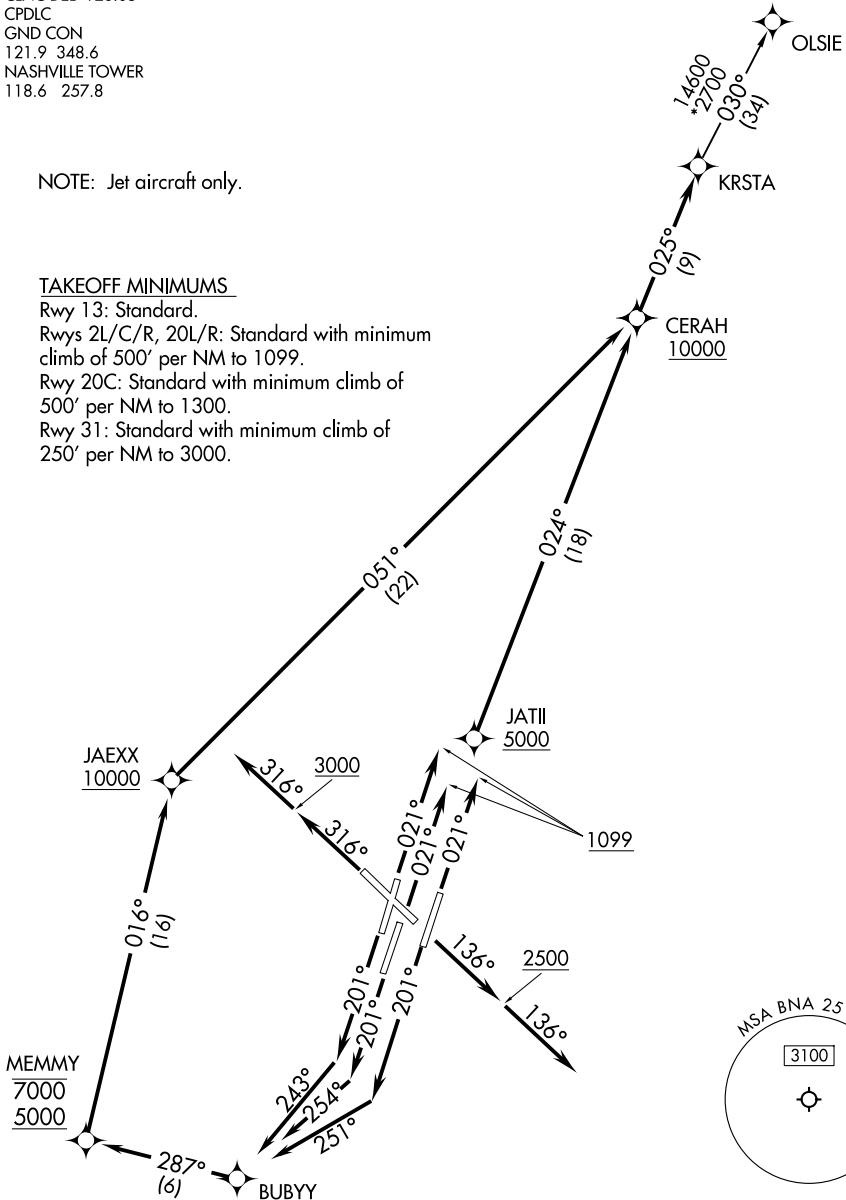 CPDLC
GND CON
121.9 348.6
NASHVILLE TOWER
118.6 257.8
NOTE: Jet aircraft only.
TAKEOFF MINIMUMS
Rwy 13: Standard.
Rwys 2L/C/R, 20L/R: Standard with minimum
climb of 500' per NM to 1099.
Rwy 20C: Standard with minimum climb of
500' per NM to 1300.
Rwy 31: Standard with minimum climb of
250' per NM to 3000.
OLSIE
14600
*2700
030°
(34)
KRSTA
025°
(9)
CERAH
10000
051°
(22)
024°
(18)
JATII
5000
JAEXX
10000
3000
316°
316°
021°
021°
021°
1099
016°
(16)
136°
2500
136°
201°
201°
201°
243°
254°
251°
MEMMY
7000
5000
287°
(6)
BUBYY
MSA BNA 25
3100